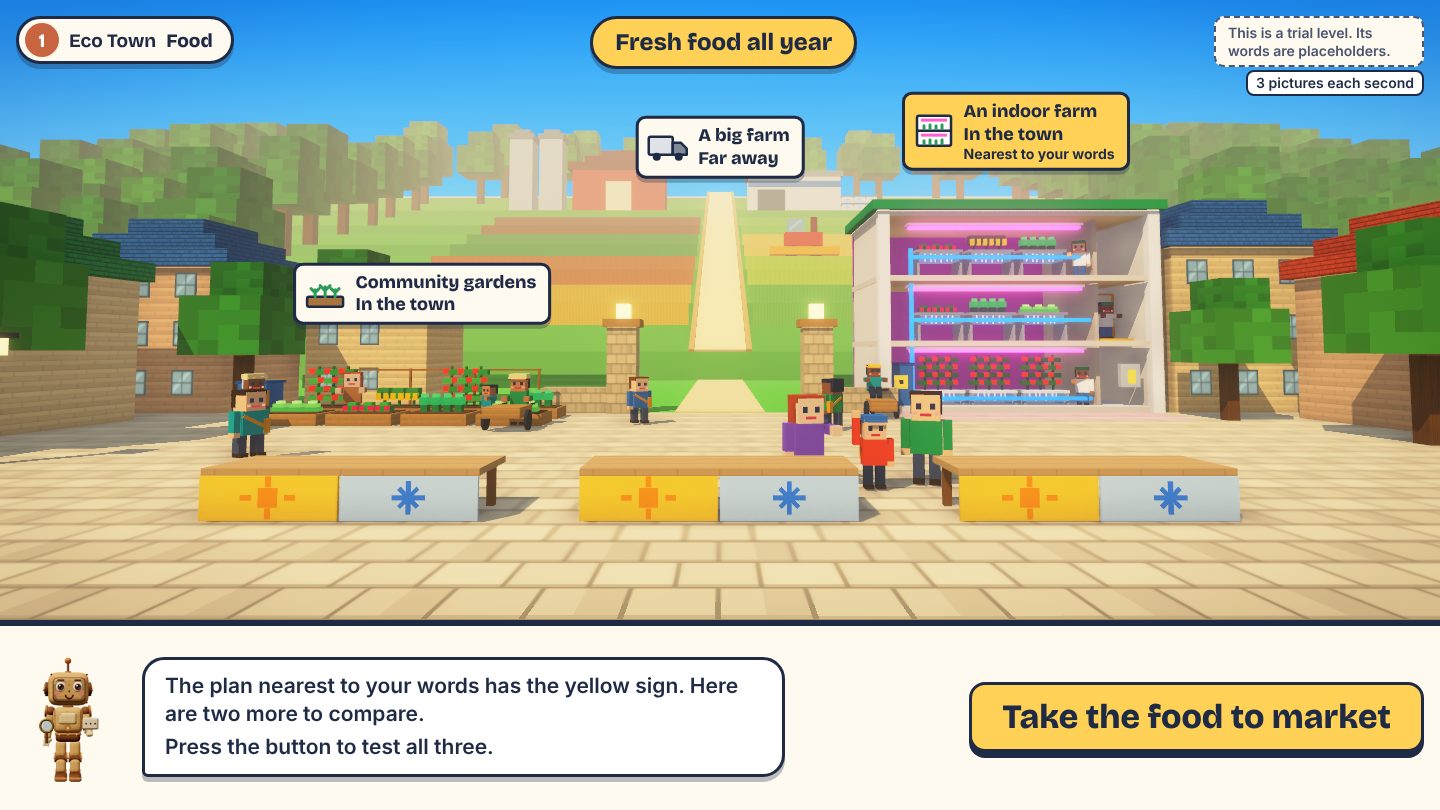 1 Eco Town Food
Fresh food all year
This is a trial level. Its
words are placeholders.
3 pictures each second
A big farm
Far away
An indoor farm
In the town
Nearest to your words
Community gardens
In the town
The plan nearest to your words has the yellow sign. Here
are two more to compare.
Press the button to test all three.
Take the food to market